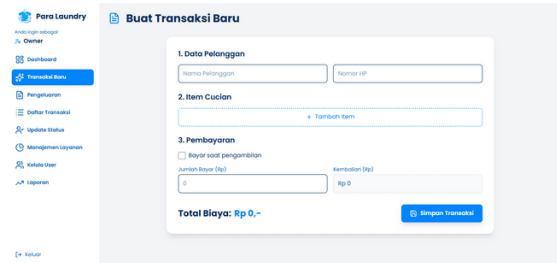 Para Laundry
Anda login sebagai
Owner
Dashboard
Transaksi Baru
Pengeluaran
Daftar Transaksi
Update Status
Manajemen Layanan
Kelola User
Laporan
Keluar
Buat Transaksi Baru
1. Data Pelanggan
Nama Pelanggan
Nomor HP
2. Item Cucian
+ Tambah Item
3. Pembayaran
Bayar saat pengambilan
Jumlah Bayar (Rp)
Kembalian (Rp)
0
Rp 0
Total Biaya: Rp 0,-
Simpan Transaksi